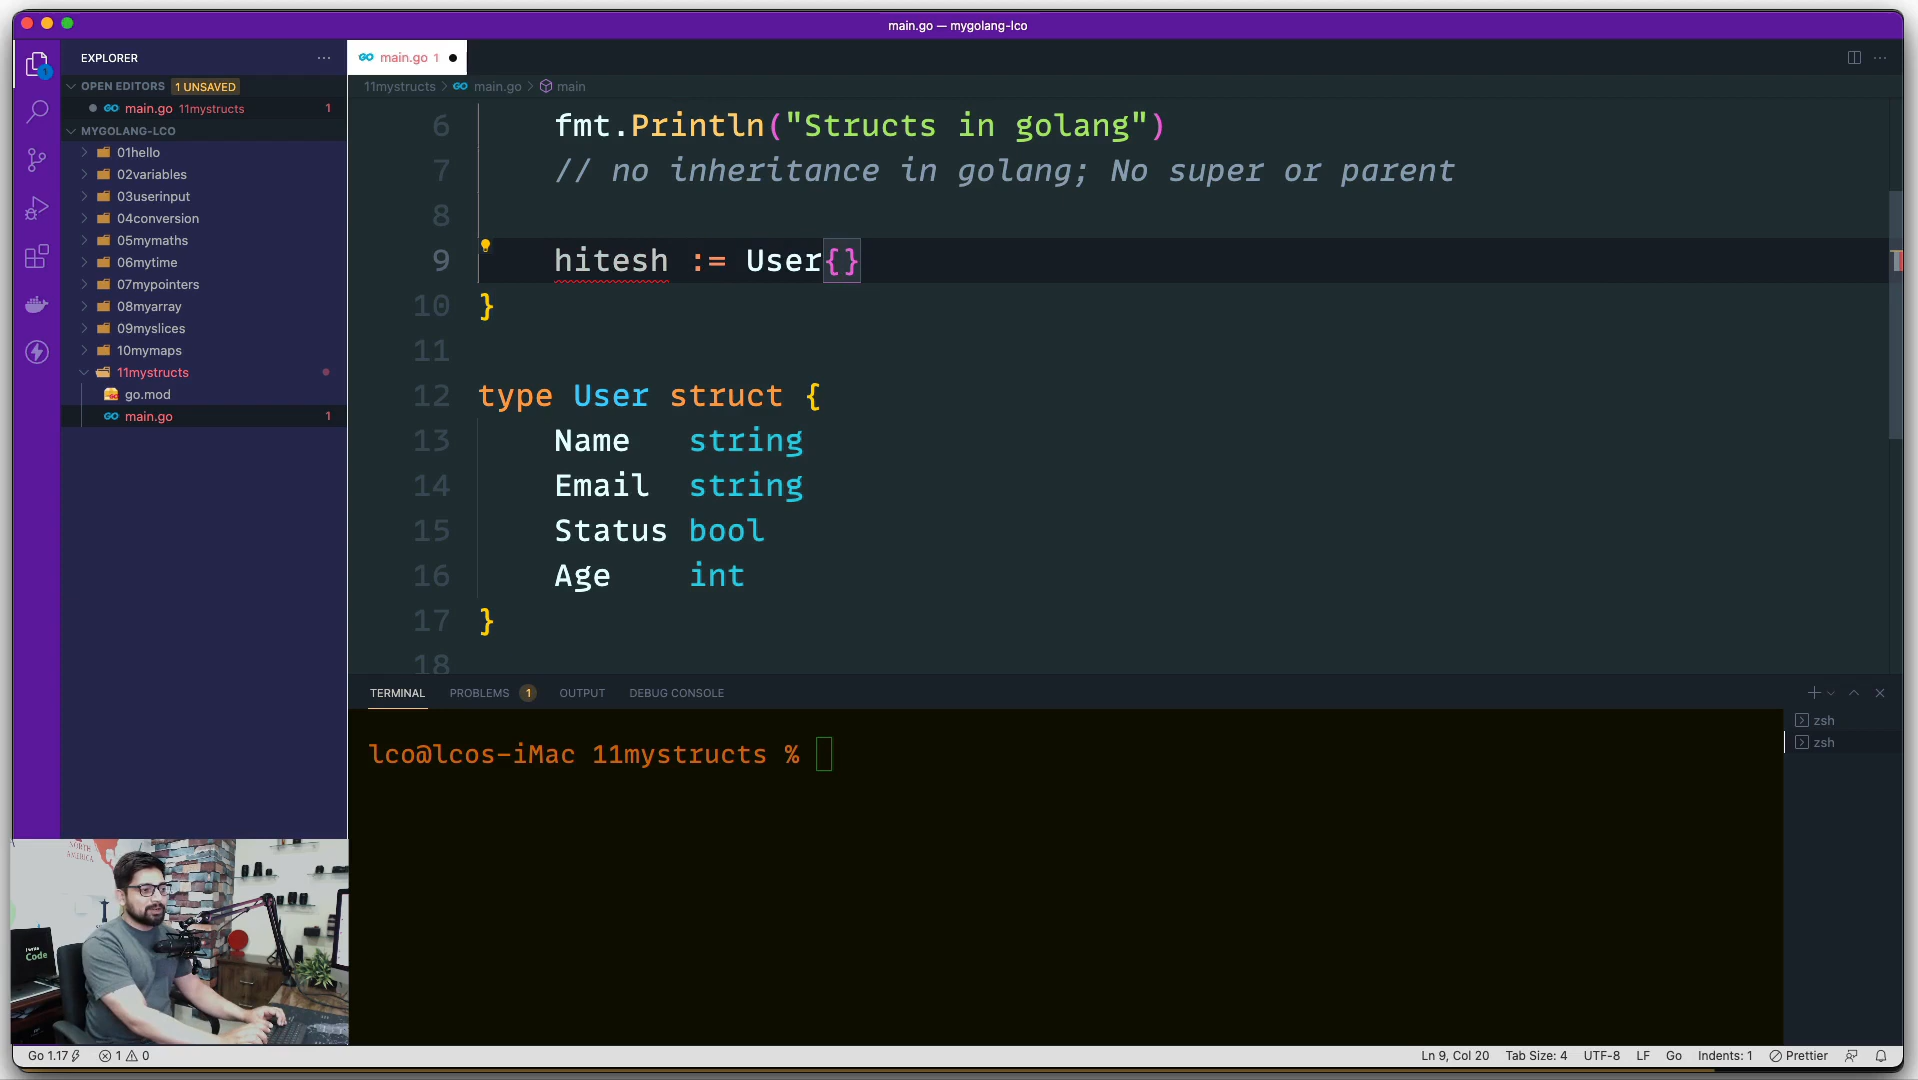 main.go — mygolang-lco
EXPLORER
OPEN EDITORS 1 UNSAVED
main.go 11mystructs 1
MYGOLANG-LCO
01hello
02variables
03userinput
04conversion
05mymaths
06mytime
07mypointers
08myarray
09myslices
10mymaps
11mystructs
go.mod
main.go 1
1
main.go 1
11mystructs > main.go > main
6 fmt.Println("Structs in golang")
7 // no inheritance in golang; No super or parent
8
9 hitesh := User{}
10 }
11
12 type User struct {
13 Name string
14 Email string
15 Status bool
16 Age int
17 }
18
TERMINAL PROBLEMS 1 OUTPUT DEBUG CONSOLE
zsh
zsh
lco@lcos-iMac 11mystructs %
NORTH
AMERICA
I write
Code
Go 1.17 1 0 Ln 9, Col 20 Tab Size: 4 UTF-8 LF Go Indents: 1 Prettier